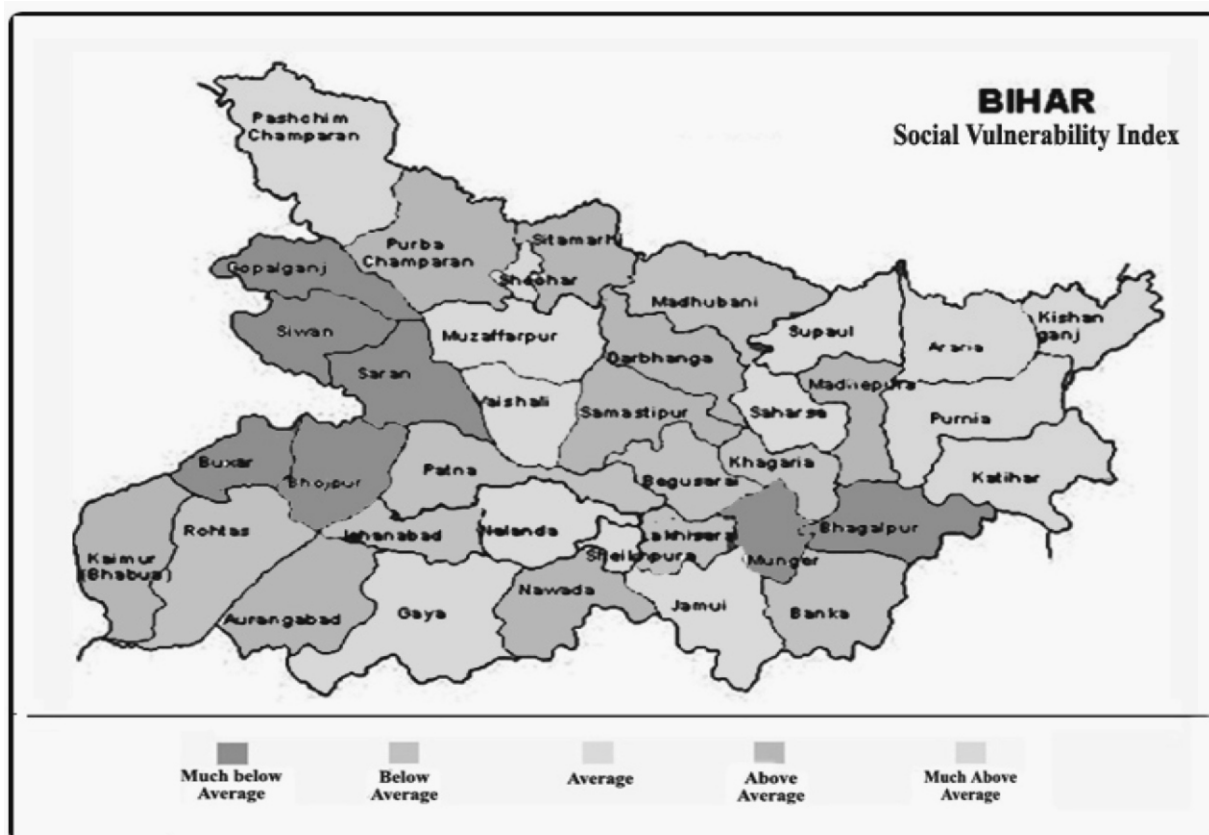 BIHAR
Social Vulnerability Index
Pashchim
Champaran
Sitamarhi
Purba
Champaran
Gopalganj
Sheohar
Madhubani
Kishan
ganj
Siwan
Muzaffarpur
Supaul
Araria
Darbhanga
Saran
Madhepura
Vaishali
Samastipur
Saharsa
Purnia
Buxar
Patna
Khagaria
Katihar
Bhojpur
Begusarai
Rohtas
Jehanabad
Nalanda
Lakhisarai
Bhagalpur
Kaimur
(Bhabua)
Sheikhpura
Munger
Nawada
Jamui
Aurangabad
Gaya
Banka
Much below
Average
Below
Average
Average
Above
Average
Much Above
Average